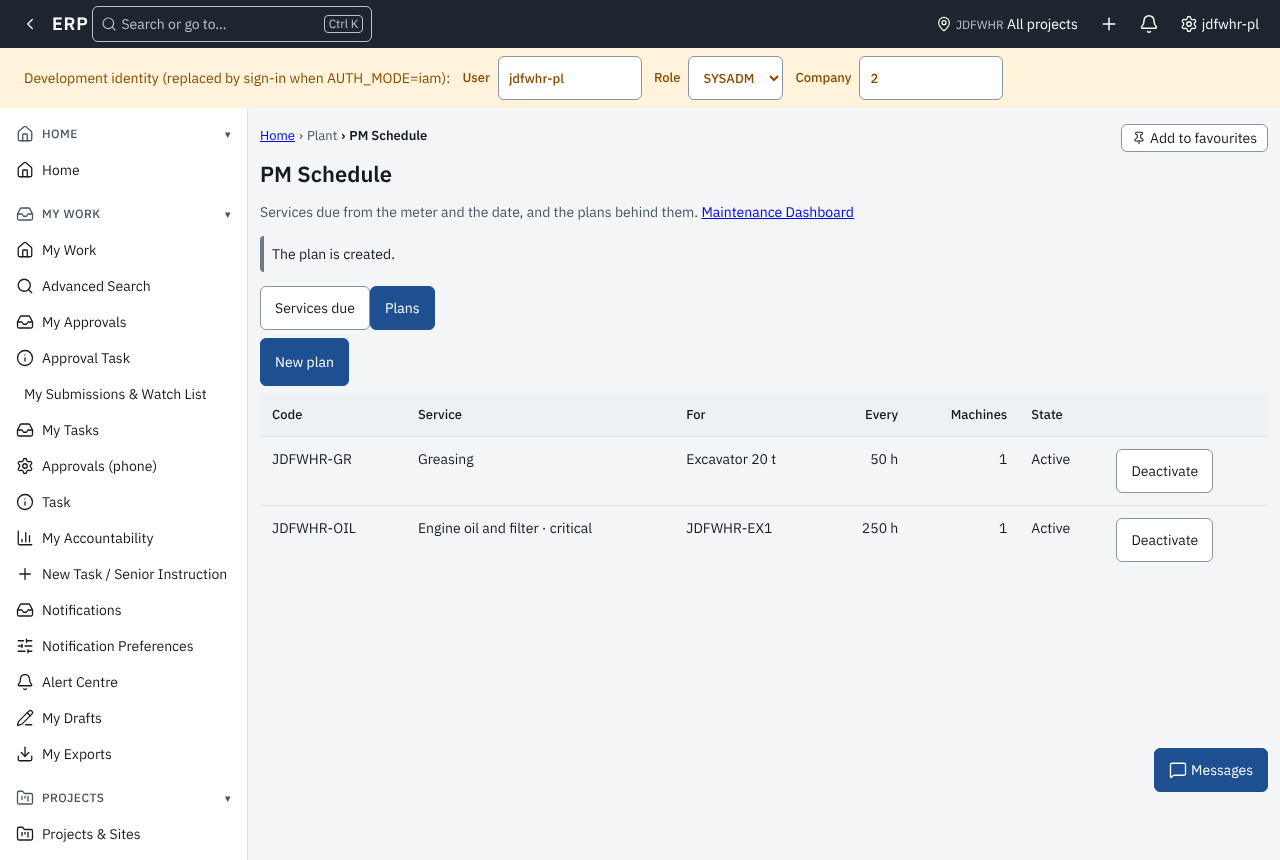 ERP
Search or go to...
Ctrl K
JDFWHR All projects
jdfwhr-pl
Development identity (replaced by sign-in when AUTH_MODE=iam):
User
jdfwhr-pl
Role
SYSADM
Company
2
HOME
Home
MY WORK
My Work
Advanced Search
My Approvals
Approval Task
My Submissions & Watch List
My Tasks
Approvals (phone)
Task
My Accountability
New Task / Senior Instruction
Notifications
Notification Preferences
Alert Centre
My Drafts
My Exports
PROJECTS
Projects & Sites
Home › Plant › PM Schedule
Add to favourites
PM Schedule
Services due from the meter and the date, and the plans behind them. Maintenance Dashboard
The plan is created.
Services due
Plans
New plan
Code Service For Every Machines State
JDFWHR-GR Greasing Excavator 20 t 50 h 1 Active Deactivate
JDFWHR-OIL Engine oil and filter · critical JDFWHR-EX1 250 h 1 Active Deactivate
Messages